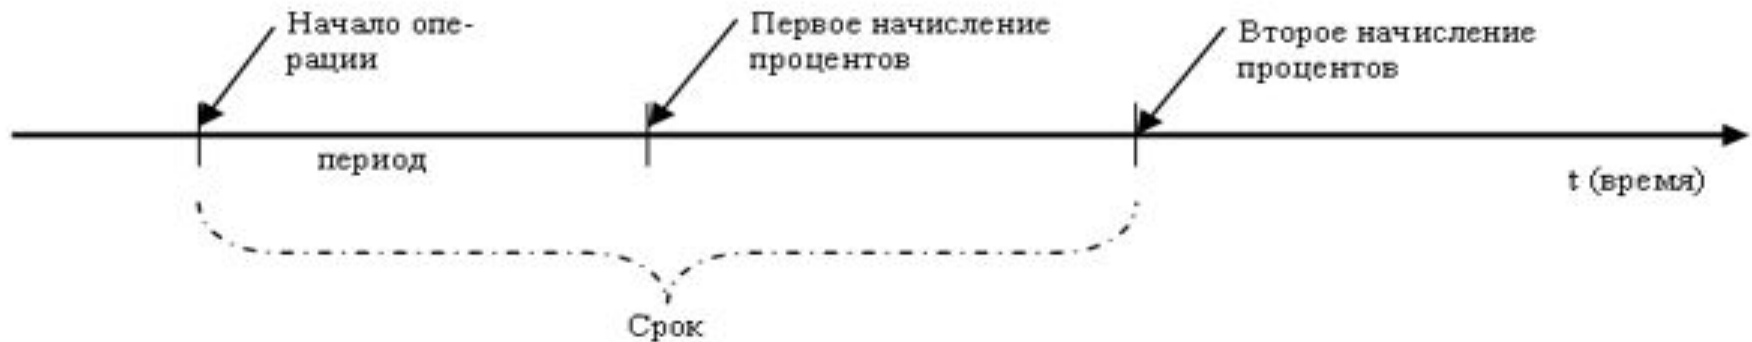 Начало опе-
рации
Первое начисление
процентов
Второе начисление
процентов
период
t (время)
Срок